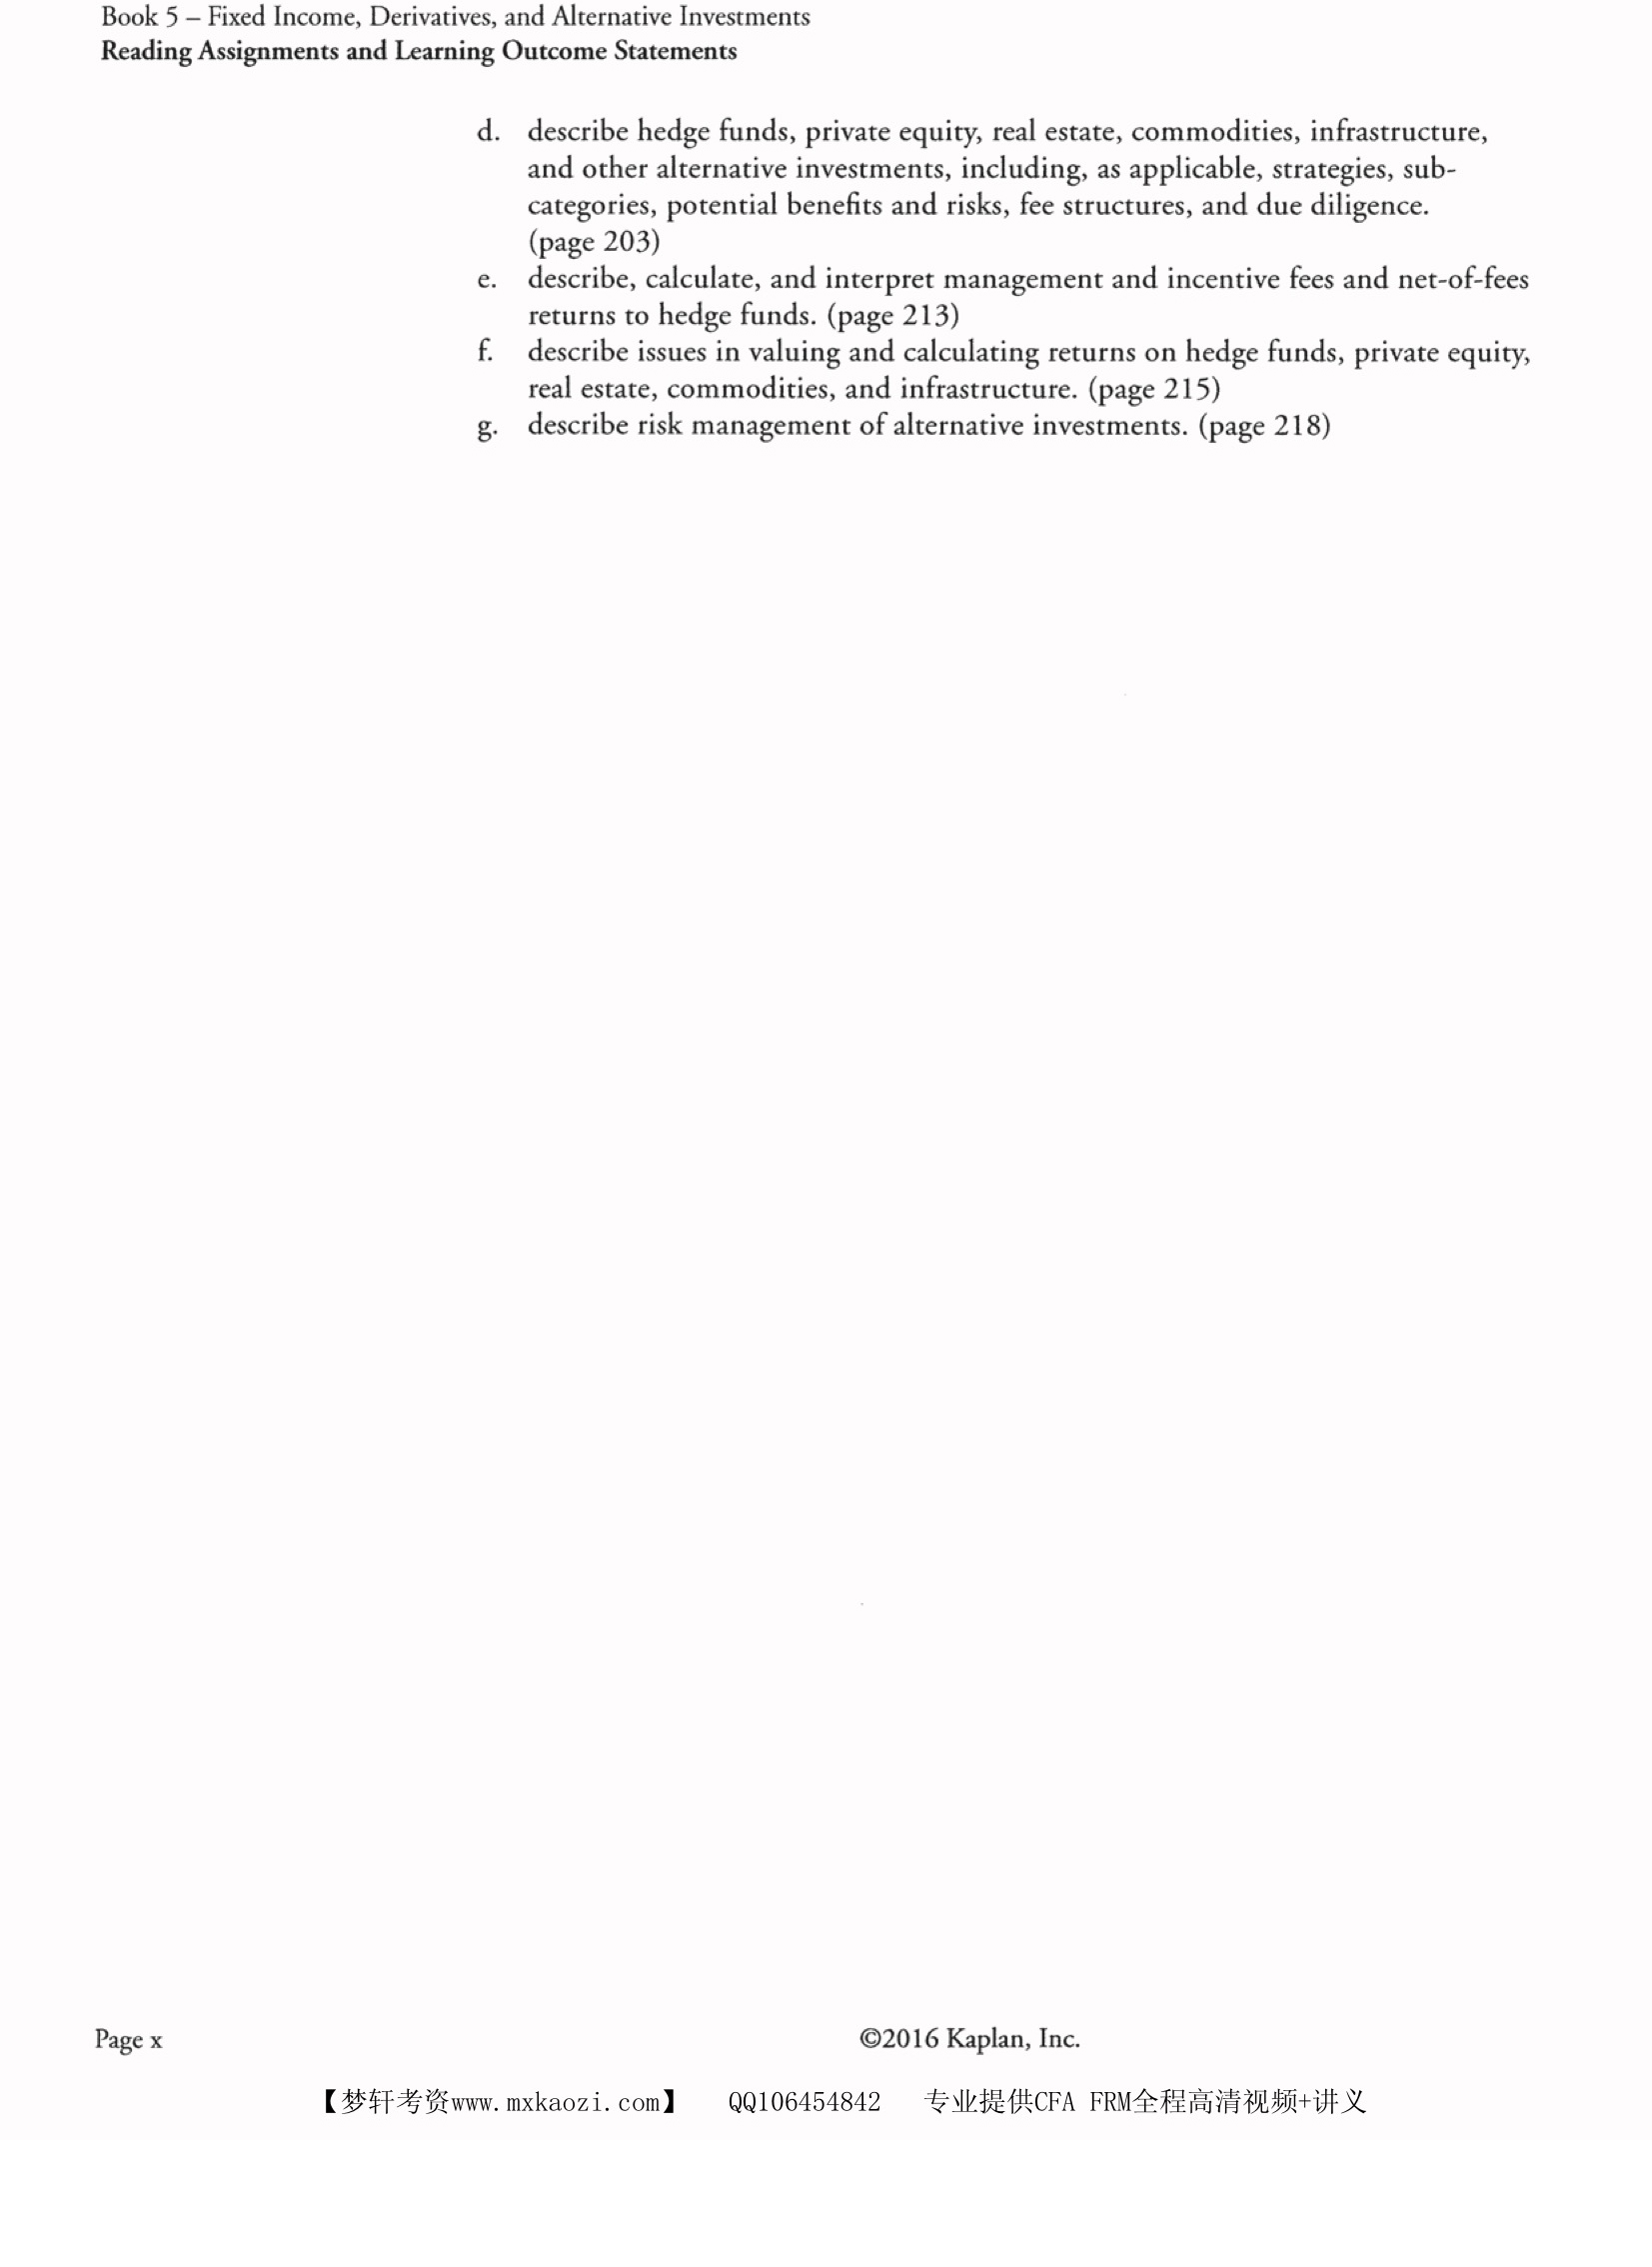 Book 5 – Fixed Income, Derivatives, and Alternative Investments
Reading Assignments and Learning Outcome Statements
d. describe hedge funds, private equity, real estate, commodities, infrastructure,
and other alternative investments, including, as applicable, strategies, sub-
categories, potential benefits and risks, fee structures, and due diligence.
(page 203)
e. describe, calculate, and interpret management and incentive fees and net-of-fees
returns to hedge funds. (page 213)
f. describe issues in valuing and calculating returns on hedge funds, private equity,
real estate, commodities, and infrastructure. (page 215)
g. describe risk management of alternative investments. (page 218)
Page x ©2016 Kaplan, Inc.
【梦轩考资www.mxkaozi.com】 QQ106454842 专业提供CFA FRM全程高清视频+讲义